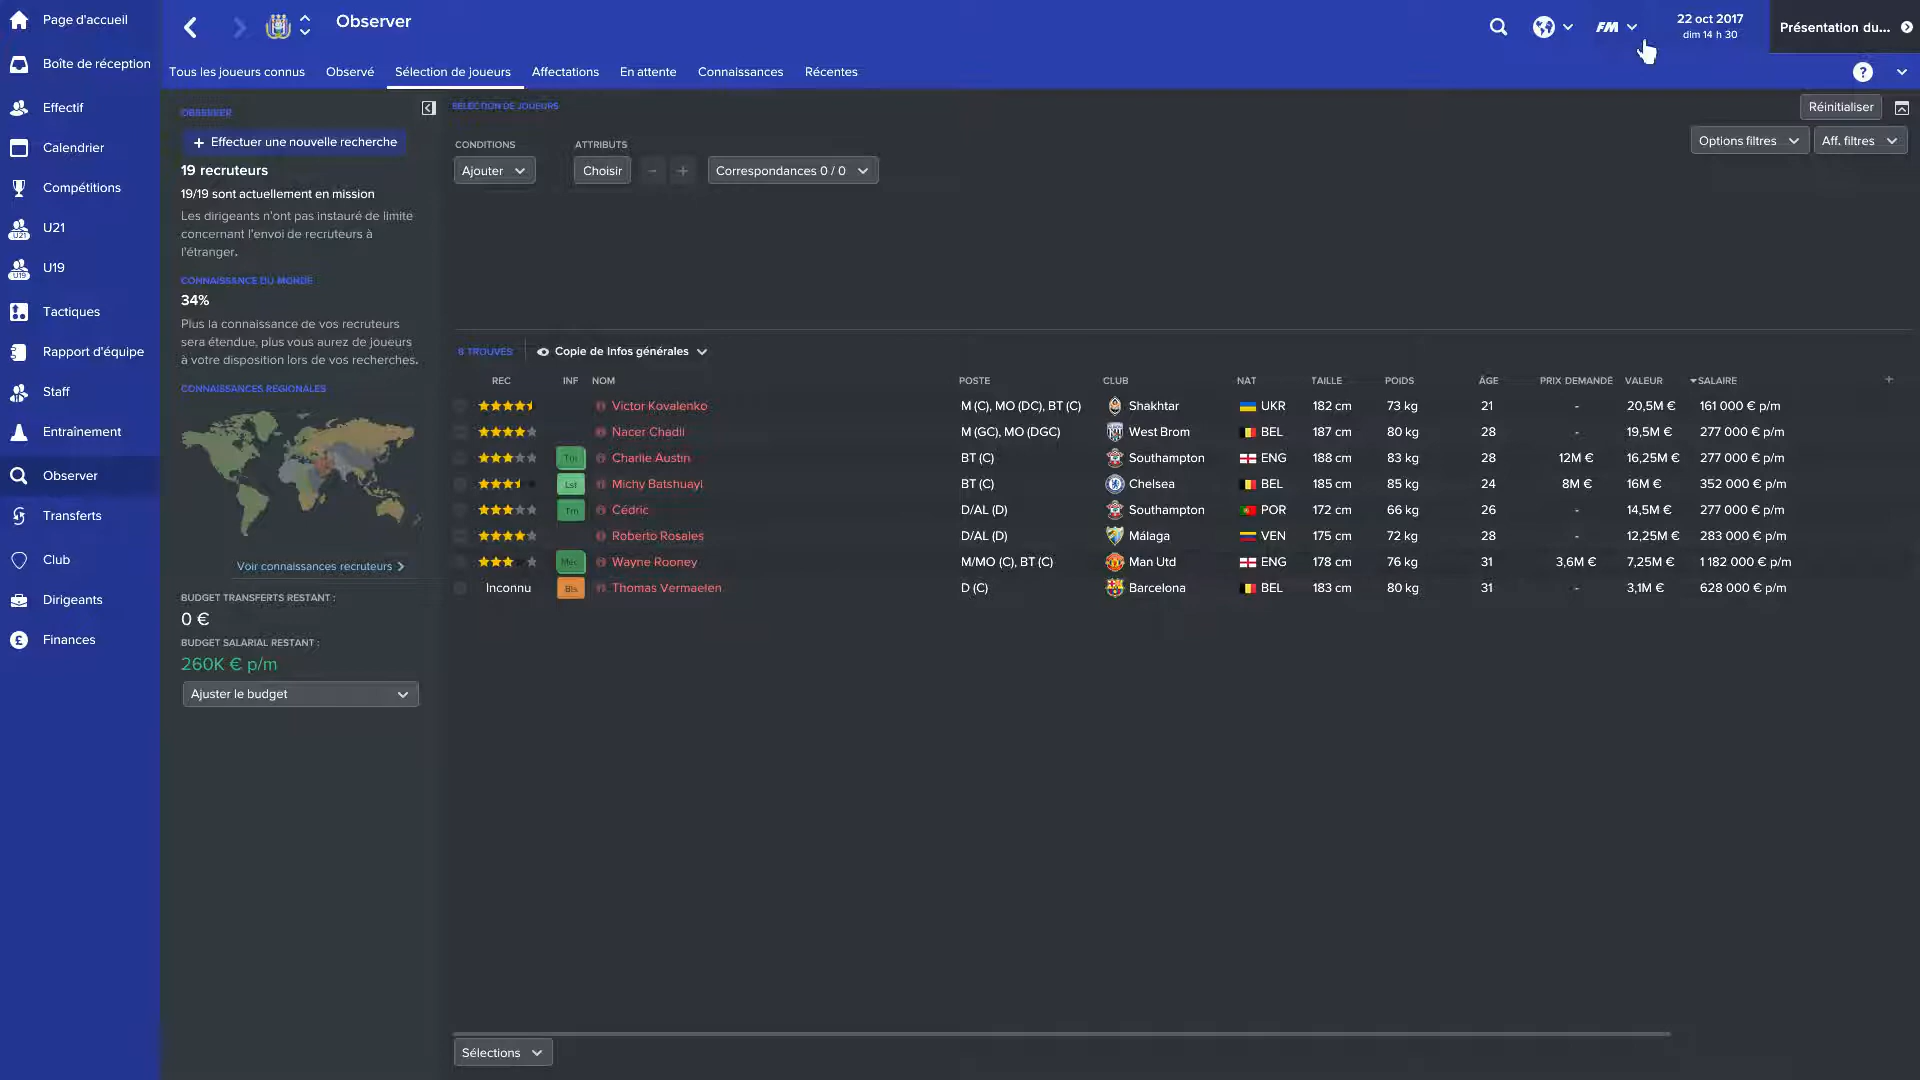 Page d'accueil
Boîte de réception
Effectif
Calendrier
Compétitions
U21
U19
Tactiques
Rapport d'équipe
Staff
Entraînement
Observer
Transferts
Club
Dirigeants
Finances
Observer
FM
22 oct 2017
dim 14 h 30
Présentation du...
Tous les joueurs connus
Observé
Sélection de joueurs
Affectations
En attente
Connaissances
Récentes
OBSERVER
+ Effectuer une nouvelle recherche
19 recruteurs
19/19 sont actuellement en mission
Les dirigeants n'ont pas instauré de limite
concernant l'envoi de recruteurs à
l'étranger.
CONNAISSANCE DU MONDE
34%
Plus la connaissance de vos recruteurs
sera étendue, plus vous aurez de joueurs
à votre disposition lors de vos recherches.
CONNAISSANCES RÉGIONALES
Voir connaissances recruteurs >
BUDGET TRANSFERTS RESTANT :
0 €
BUDGET SALARIAL RESTANT :
260K € p/m
Ajuster le budget
SÉLECTION DE JOUEURS
Réinitialiser
Options filtres
Aff. filtres
CONDITIONS
ATTRIBUTS
Ajouter
Choisir
- +
Correspondances 0 / 0
8 TROUVÉS
Copie de Infos générales
REC INF NOM POSTE CLUB NAT TAILLE POIDS ÂGE PRIX DEMANDÉ VALEUR SALAIRE +
Victor Kovalenko M (C), MO (DC), BT (C) Shakhtar UKR 182 cm 73 kg 21 - 20,5M € 161 000 € p/m
Nacer Chadli M (GC), MO (DGC) West Brom BEL 187 cm 80 kg 28 - 19,5M € 277 000 € p/m
Charlie Austin BT (C) Southampton ENG 188 cm 83 kg 28 12M € 16,25M € 277 000 € p/m
Lst Michy Batshuayi BT (C) Chelsea BEL 185 cm 85 kg 24 8M € 16M € 352 000 € p/m
Cédric D/AL (D) Southampton POR 172 cm 66 kg 26 - 14,5M € 277 000 € p/m
Roberto Rosales D/AL (D) Málaga VEN 175 cm 72 kg 28 - 12,25M € 283 000 € p/m
Wayne Rooney M/MO (C), BT (C) Man Utd ENG 178 cm 76 kg 31 3,6M € 7,25M € 1 182 000 € p/m
Inconnu Bls Thomas Vermaelen D (C) Barcelona BEL 183 cm 80 kg 31 - 3,1M € 628 000 € p/m
Sélections